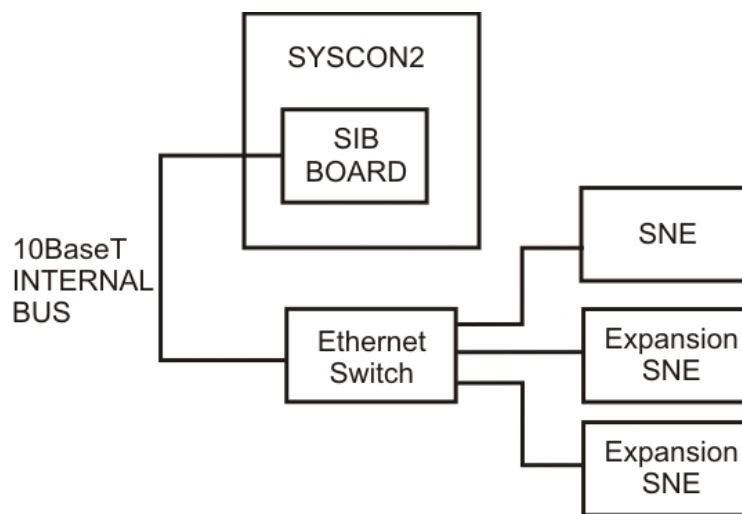 SYSCON2
SIB
BOARD
10BaseT
INTERNAL
BUS
SNE
Ethernet
Switch
Expansion
SNE
Expansion
SNE